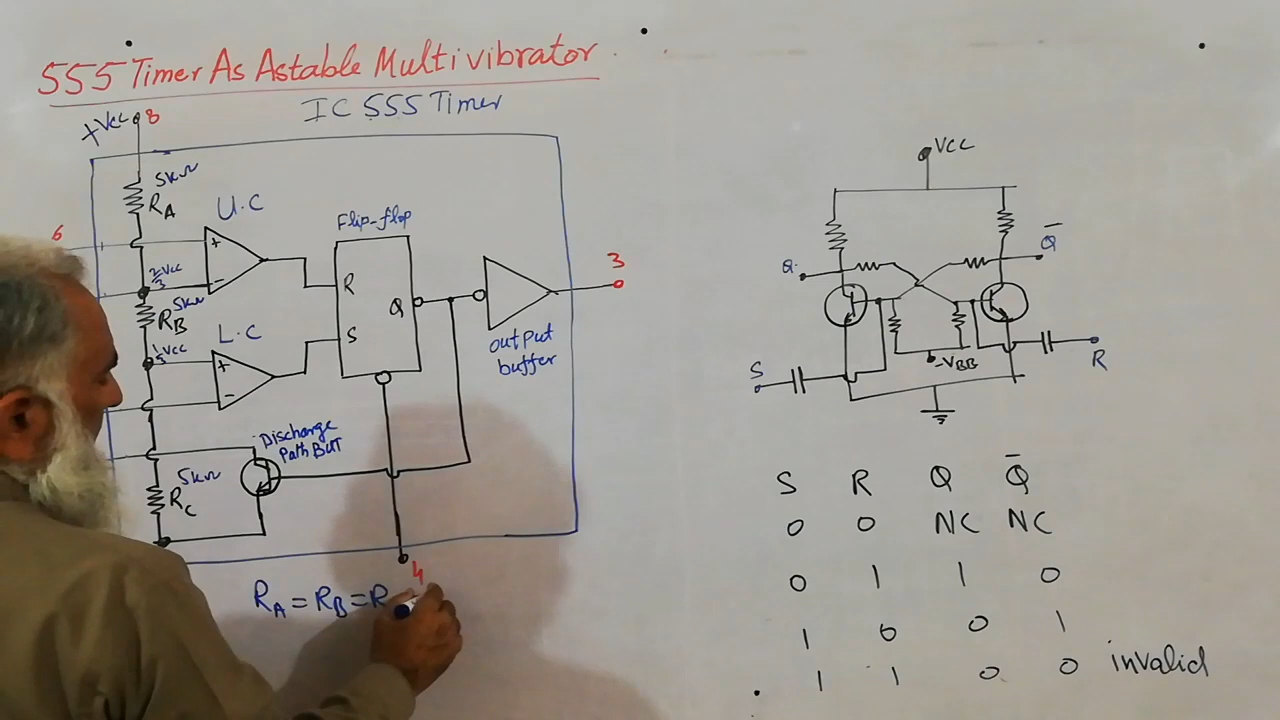 555 Timer As Astable Multivibrator
IC 555 Timer
+Vcc 8
5kΩ
RA
U.C
Flip-flop
6
+
-
2/3 Vcc
R
Q
3
5kΩ
RB
L.C
S
output
buffer
1/3 Vcc
+
-
Discharge
Path BJT
5kΩ
RC
4
RA = RB = R
VCC
Q
Q̄
-VBB
S
R
S R Q Q̄
0 0 NC NC
0 1 1 0
1 0 0 1
1 1 0 0 invalid